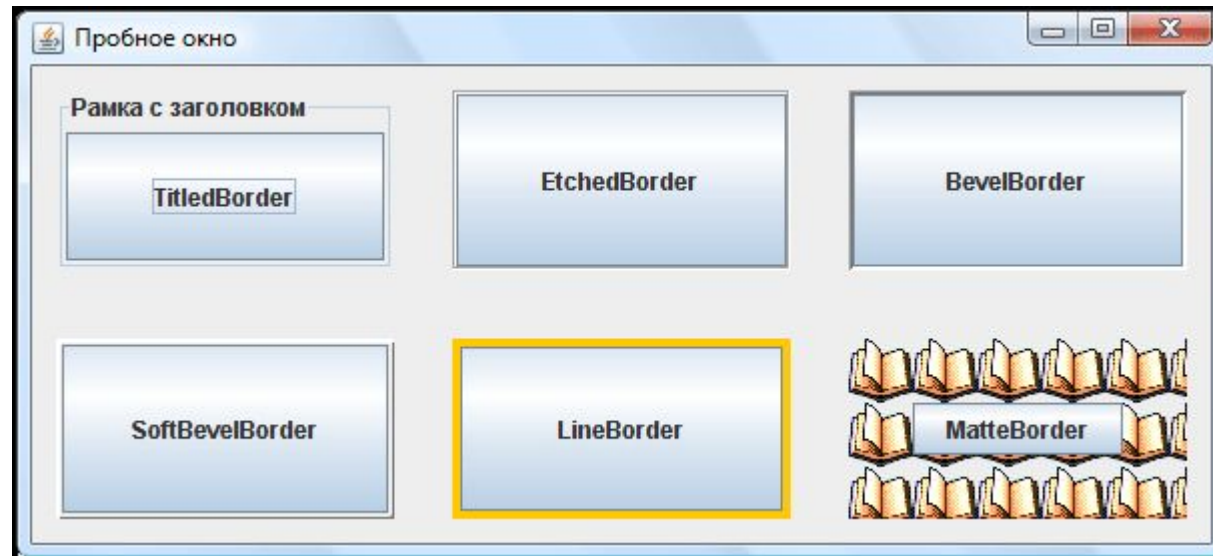 Пробное окно
Рамка с заголовком
TitledBorder
EtchedBorder
BevelBorder
SoftBevelBorder
LineBorder
MatteBorder